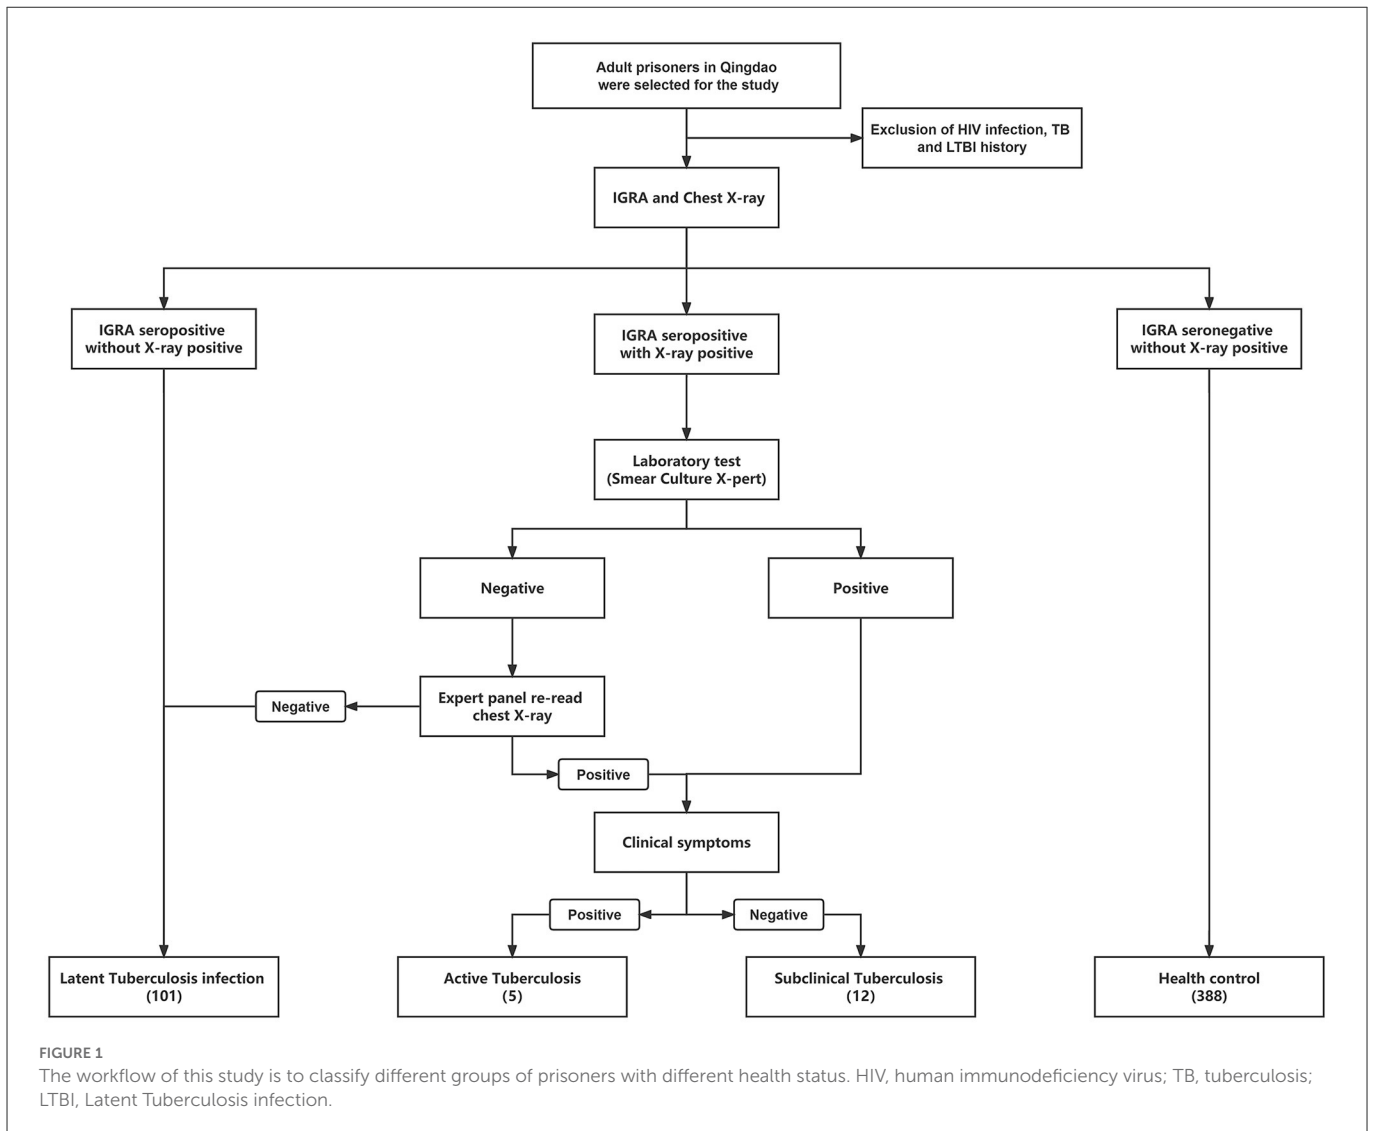 Adult prisoners in Qingdao
were selected for the study
Exclusion of HIV infection, TB
and LTBI history
IGRA and Chest X-ray
IGRA seropositive
without X-ray positive
IGRA seropositive
with X-ray positive
IGRA seronegative
without X-ray positive
Laboratory test
(Smear Culture X-pert)
Negative
Positive
Expert panel re-read
chest X-ray
Negative
Positive
Clinical symptoms
Positive
Negative
Latent Tuberculosis infection
(101)
Active Tuberculosis
(5)
Subclinical Tuberculosis
(12)
Health control
(388)
FIGURE 1
The workflow of this study is to classify different groups of prisoners with different health status. HIV, human immunodeficiency virus; TB, tuberculosis;
LTBI, Latent Tuberculosis infection.